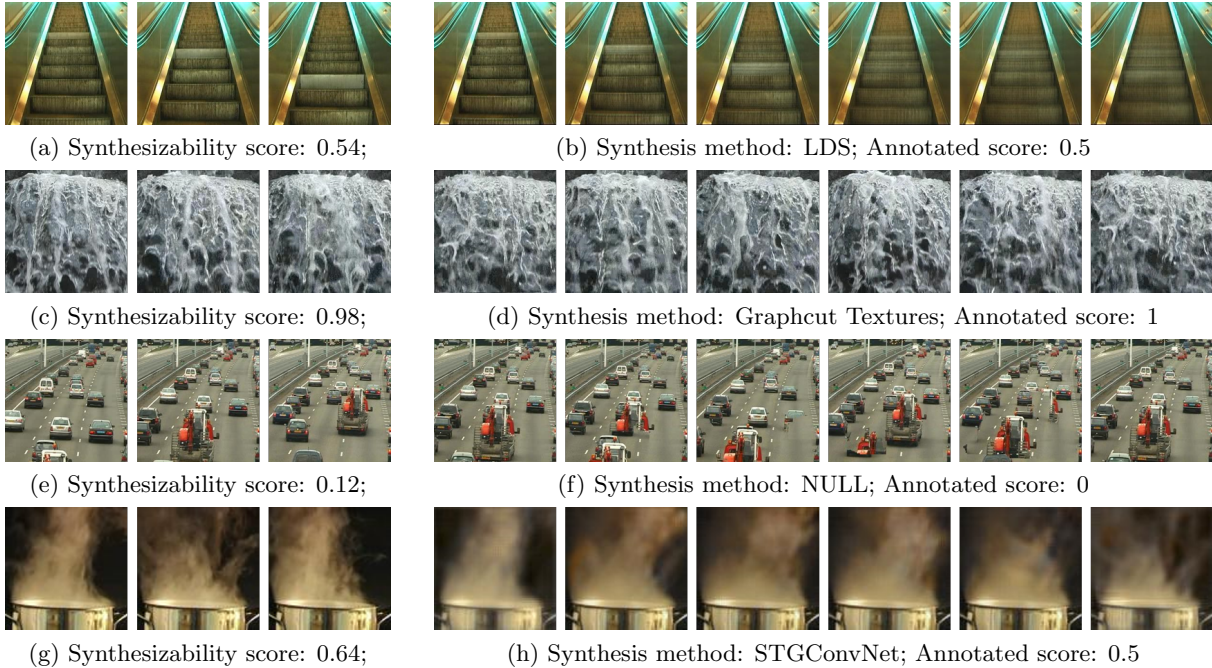 (a) Synthesizability score: 0.54;
(b) Synthesis method: LDS; Annotated score: 0.5
(c) Synthesizability score: 0.98;
(d) Synthesis method: Graphcut Textures; Annotated score: 1
(e) Synthesizability score: 0.12;
(f) Synthesis method: NULL; Annotated score: 0
(g) Synthesizability score: 0.64;
(h) Synthesis method: STGConvNet; Annotated score: 0.5